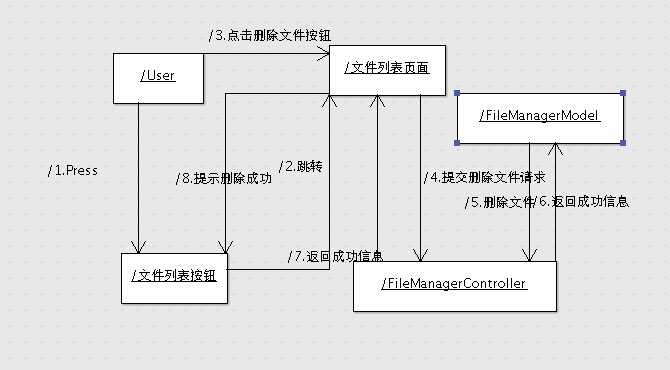 /3.点击删除文件按钮
/User
/文件列表页面
/FileManagerModel
/1.Press
/8.提示删除成功
/2.跳转
/4.提交删除文件请求
/5.删除文件
/6.返回成功信息
/7.返回成功信息
/文件列表按钮
/FileManagerController